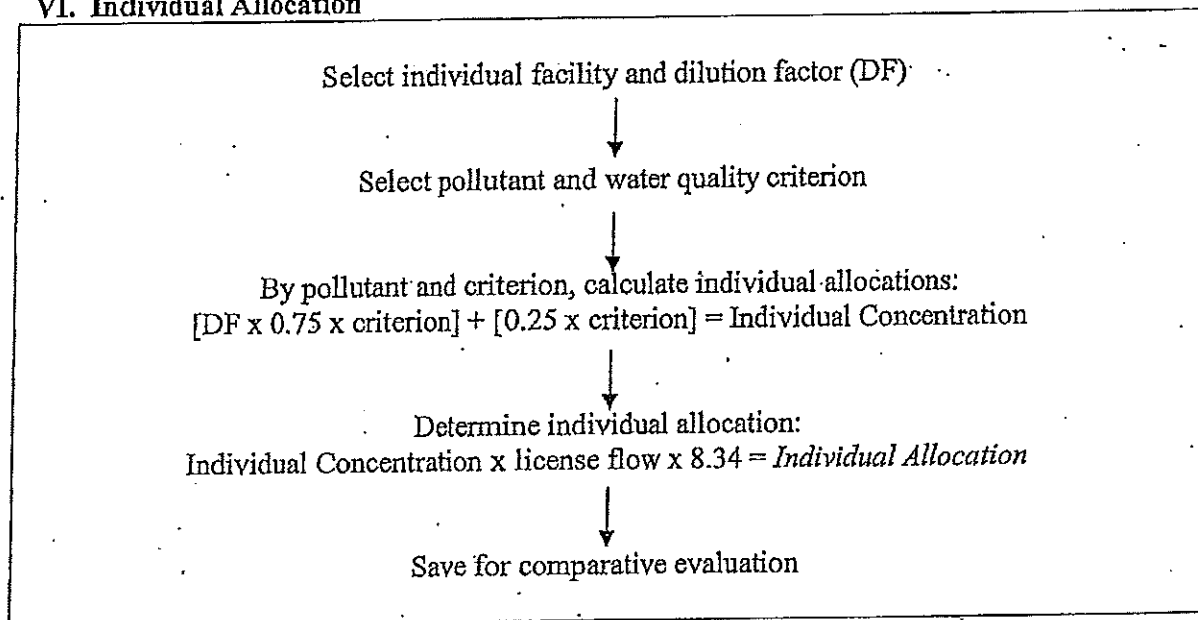 VI. Individual Allocation
Select individual facility and dilution factor (DF)
Select pollutant and water quality criterion
By pollutant and criterion, calculate individual allocations:
[DF x 0.75 x criterion] + [0.25 x criterion] = Individual Concentration
Determine individual allocation:
Individual Concentration x license flow x 8.34 = Individual Allocation
Save for comparative evaluation